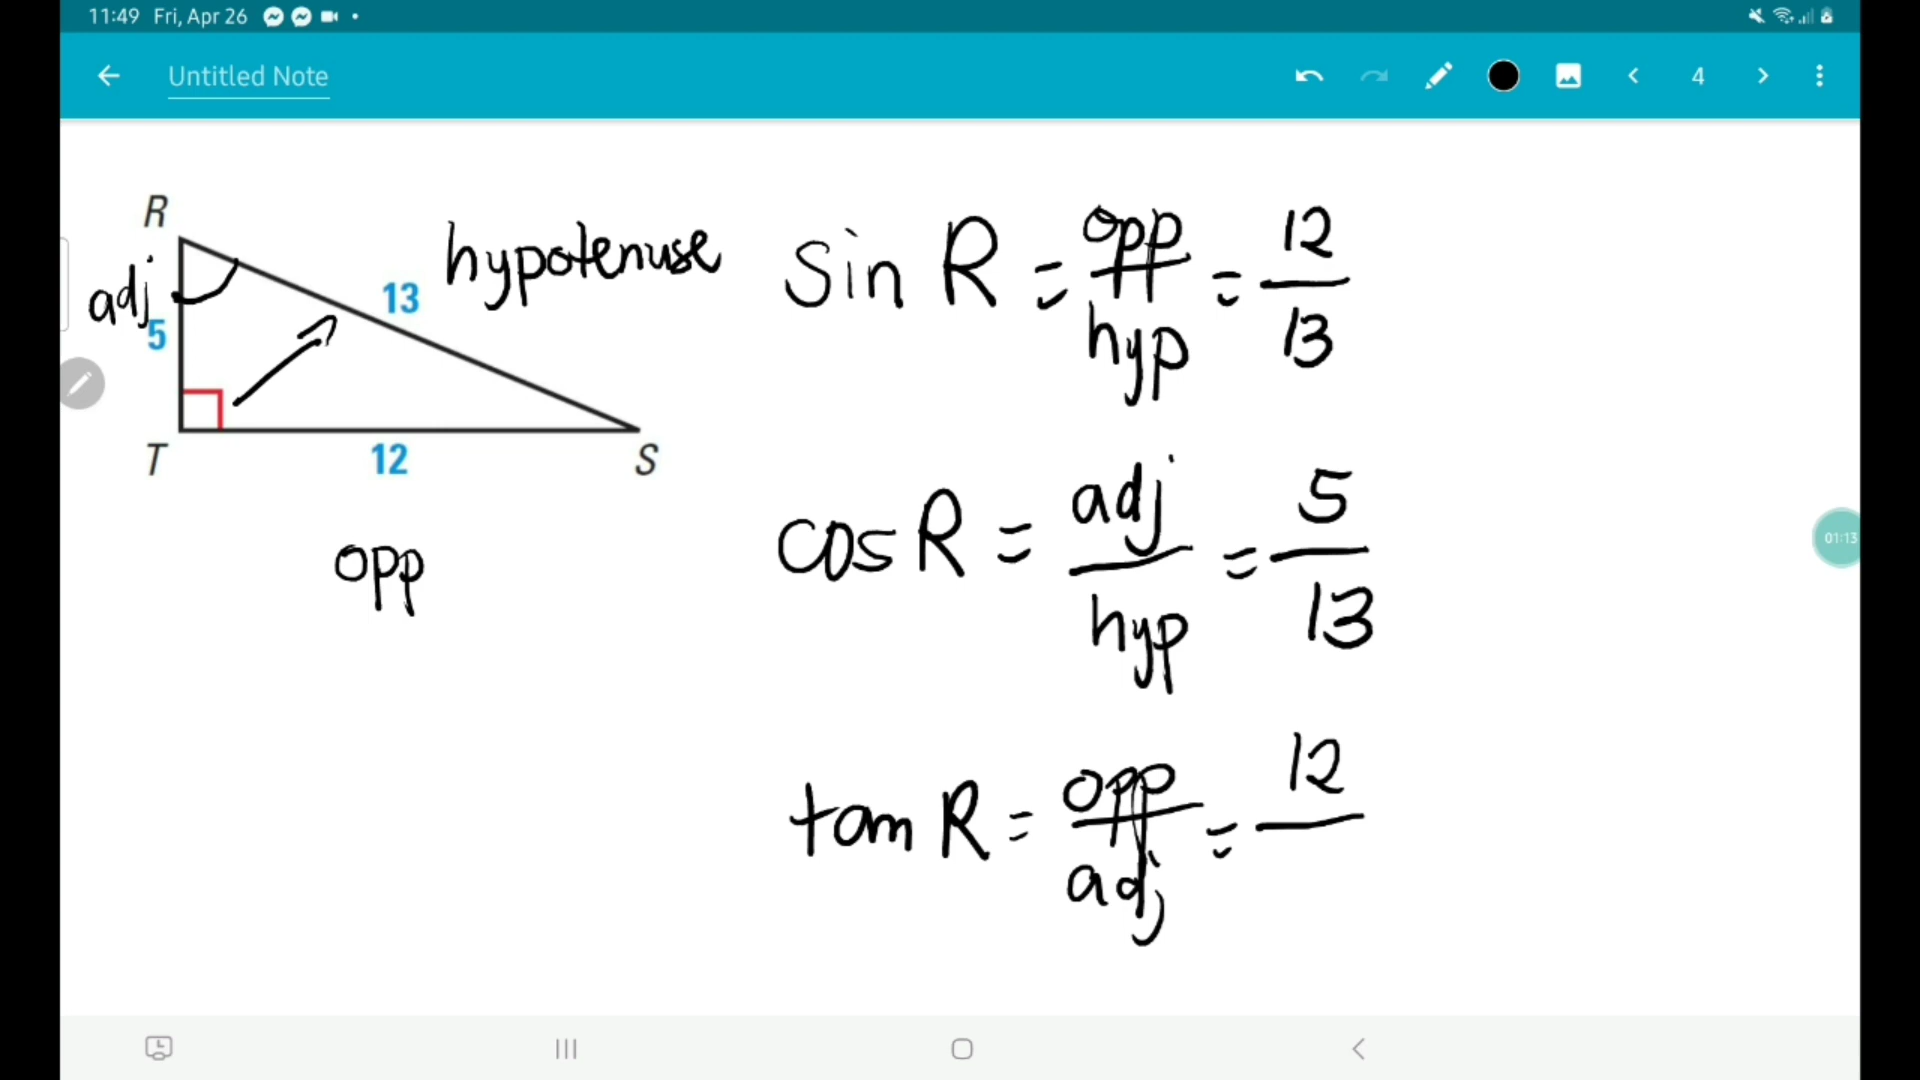 11:49 Fri, Apr 26
Untitled Note
4
R
adj
5
13
hypotenuse
T
12
S
opp
sin R = opp/hyp = 12/13
cos R = adj/hyp = 5/13
tan R = opp/adj = 12/
01:13